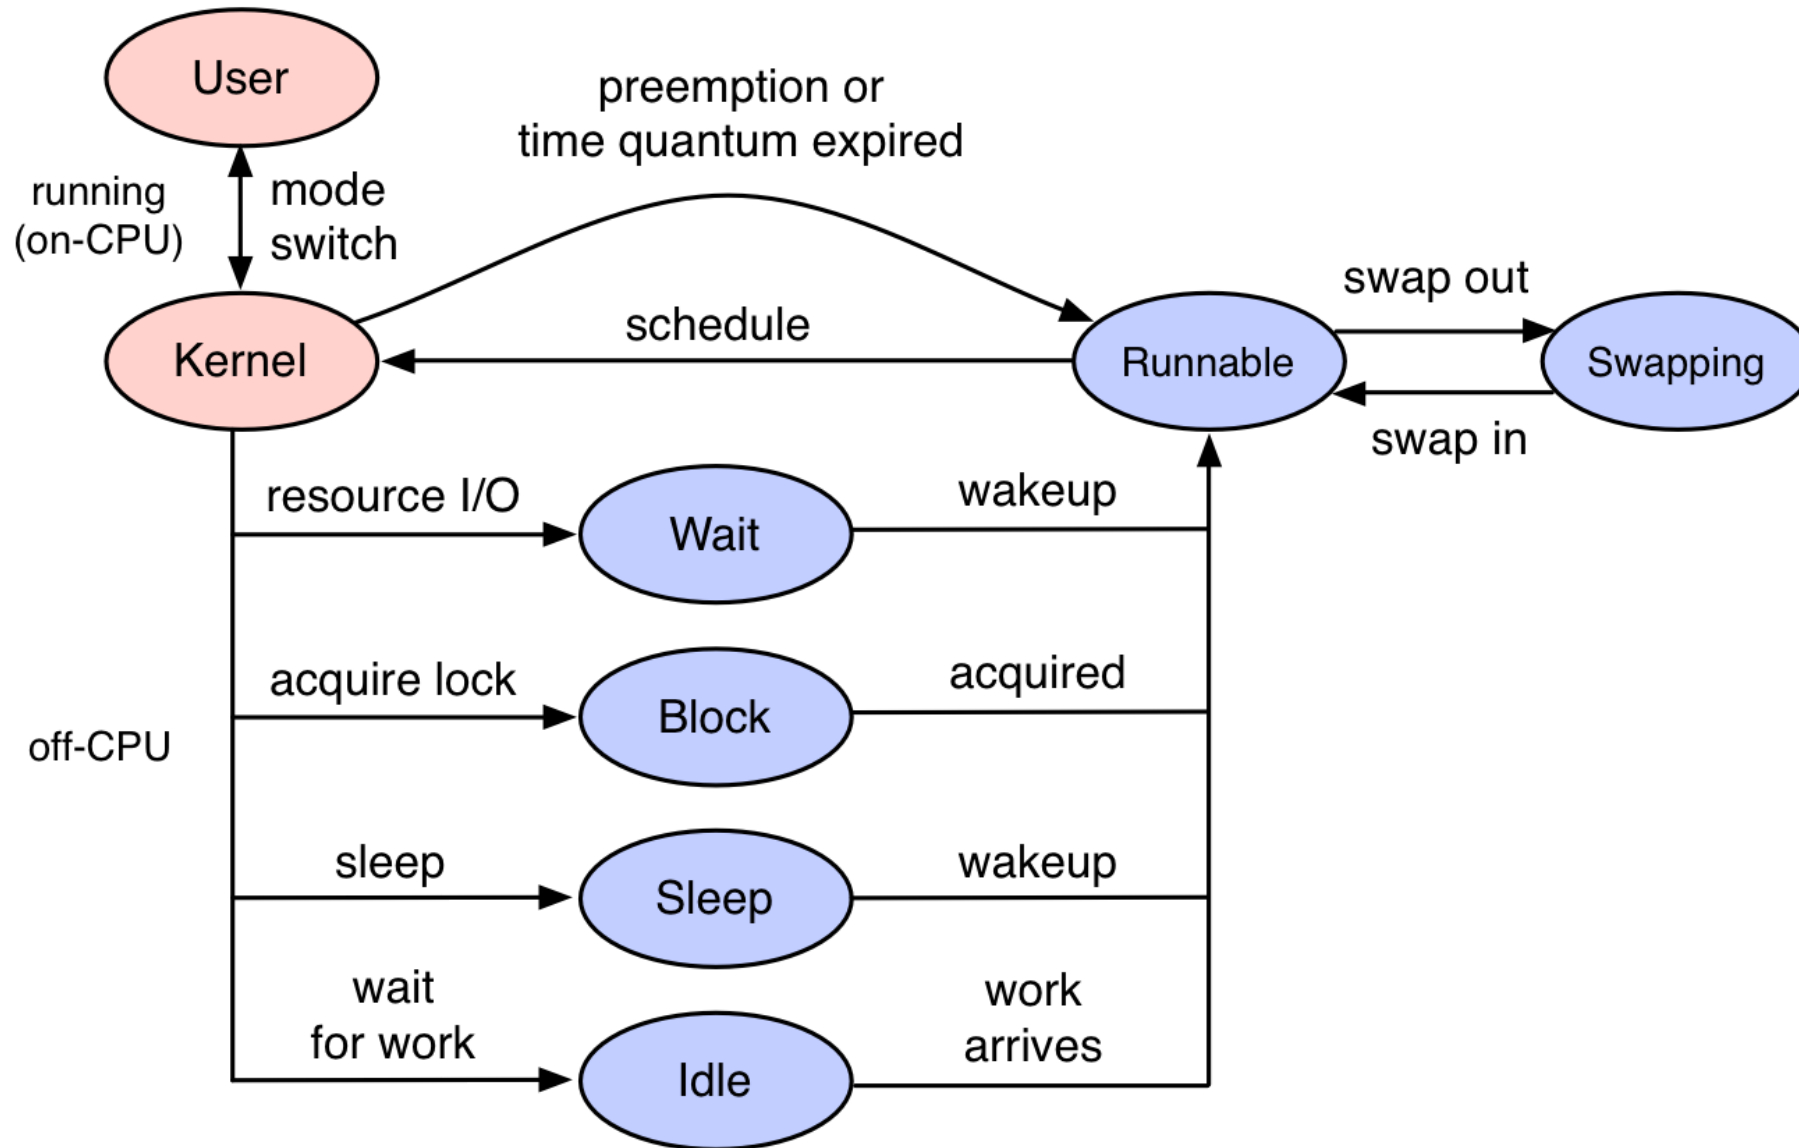 User
preemption or
time quantum expired
running
(on-CPU)
mode
switch
swap out
schedule
Kernel
Runnable
Swapping
swap in
resource I/O
Wait
wakeup
acquire lock
Block
acquired
off-CPU
sleep
Sleep
wakeup
wait
for work
Idle
work
arrives